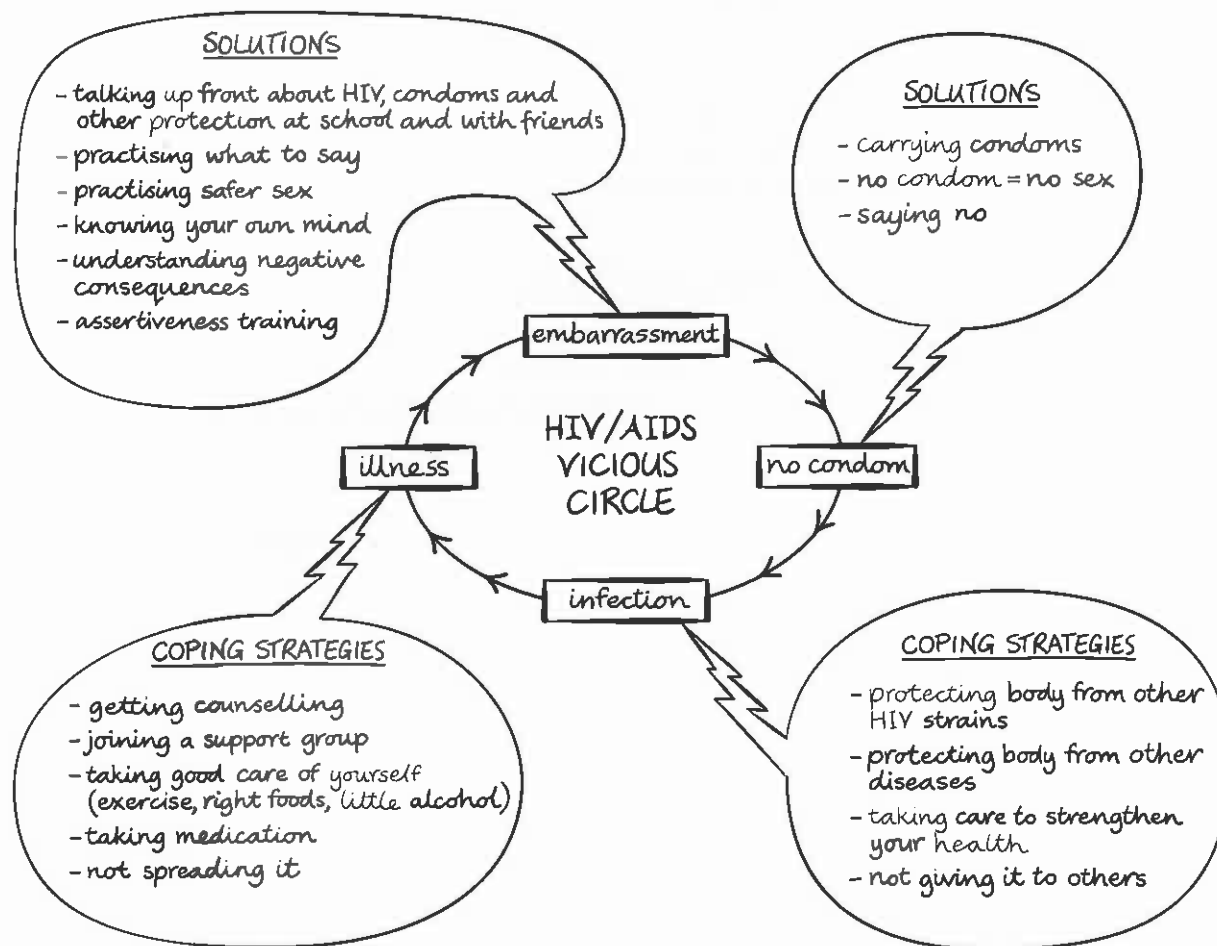 SOLUTIONS
- talking up front about HIV, condoms and
other protection at school and with friends
- practising what to say
- practising safer sex
- knowing your own mind
- understanding negative
consequences
- assertiveness training
SOLUTIONS
- carrying condoms
- no condom = no sex
- saying no
embarrassment
HIV/AIDS
VICIOUS
CIRCLE
illness
no condom
infection
COPING STRATEGIES
- getting counselling
- joining a support group
- taking good care of yourself
(exercise, right foods, little alcohol)
- taking medication
- not spreading it
COPING STRATEGIES
- protecting body from other
HIV strains
- protecting body from other
diseases
- taking care to strengthen
your health
- not giving it to others